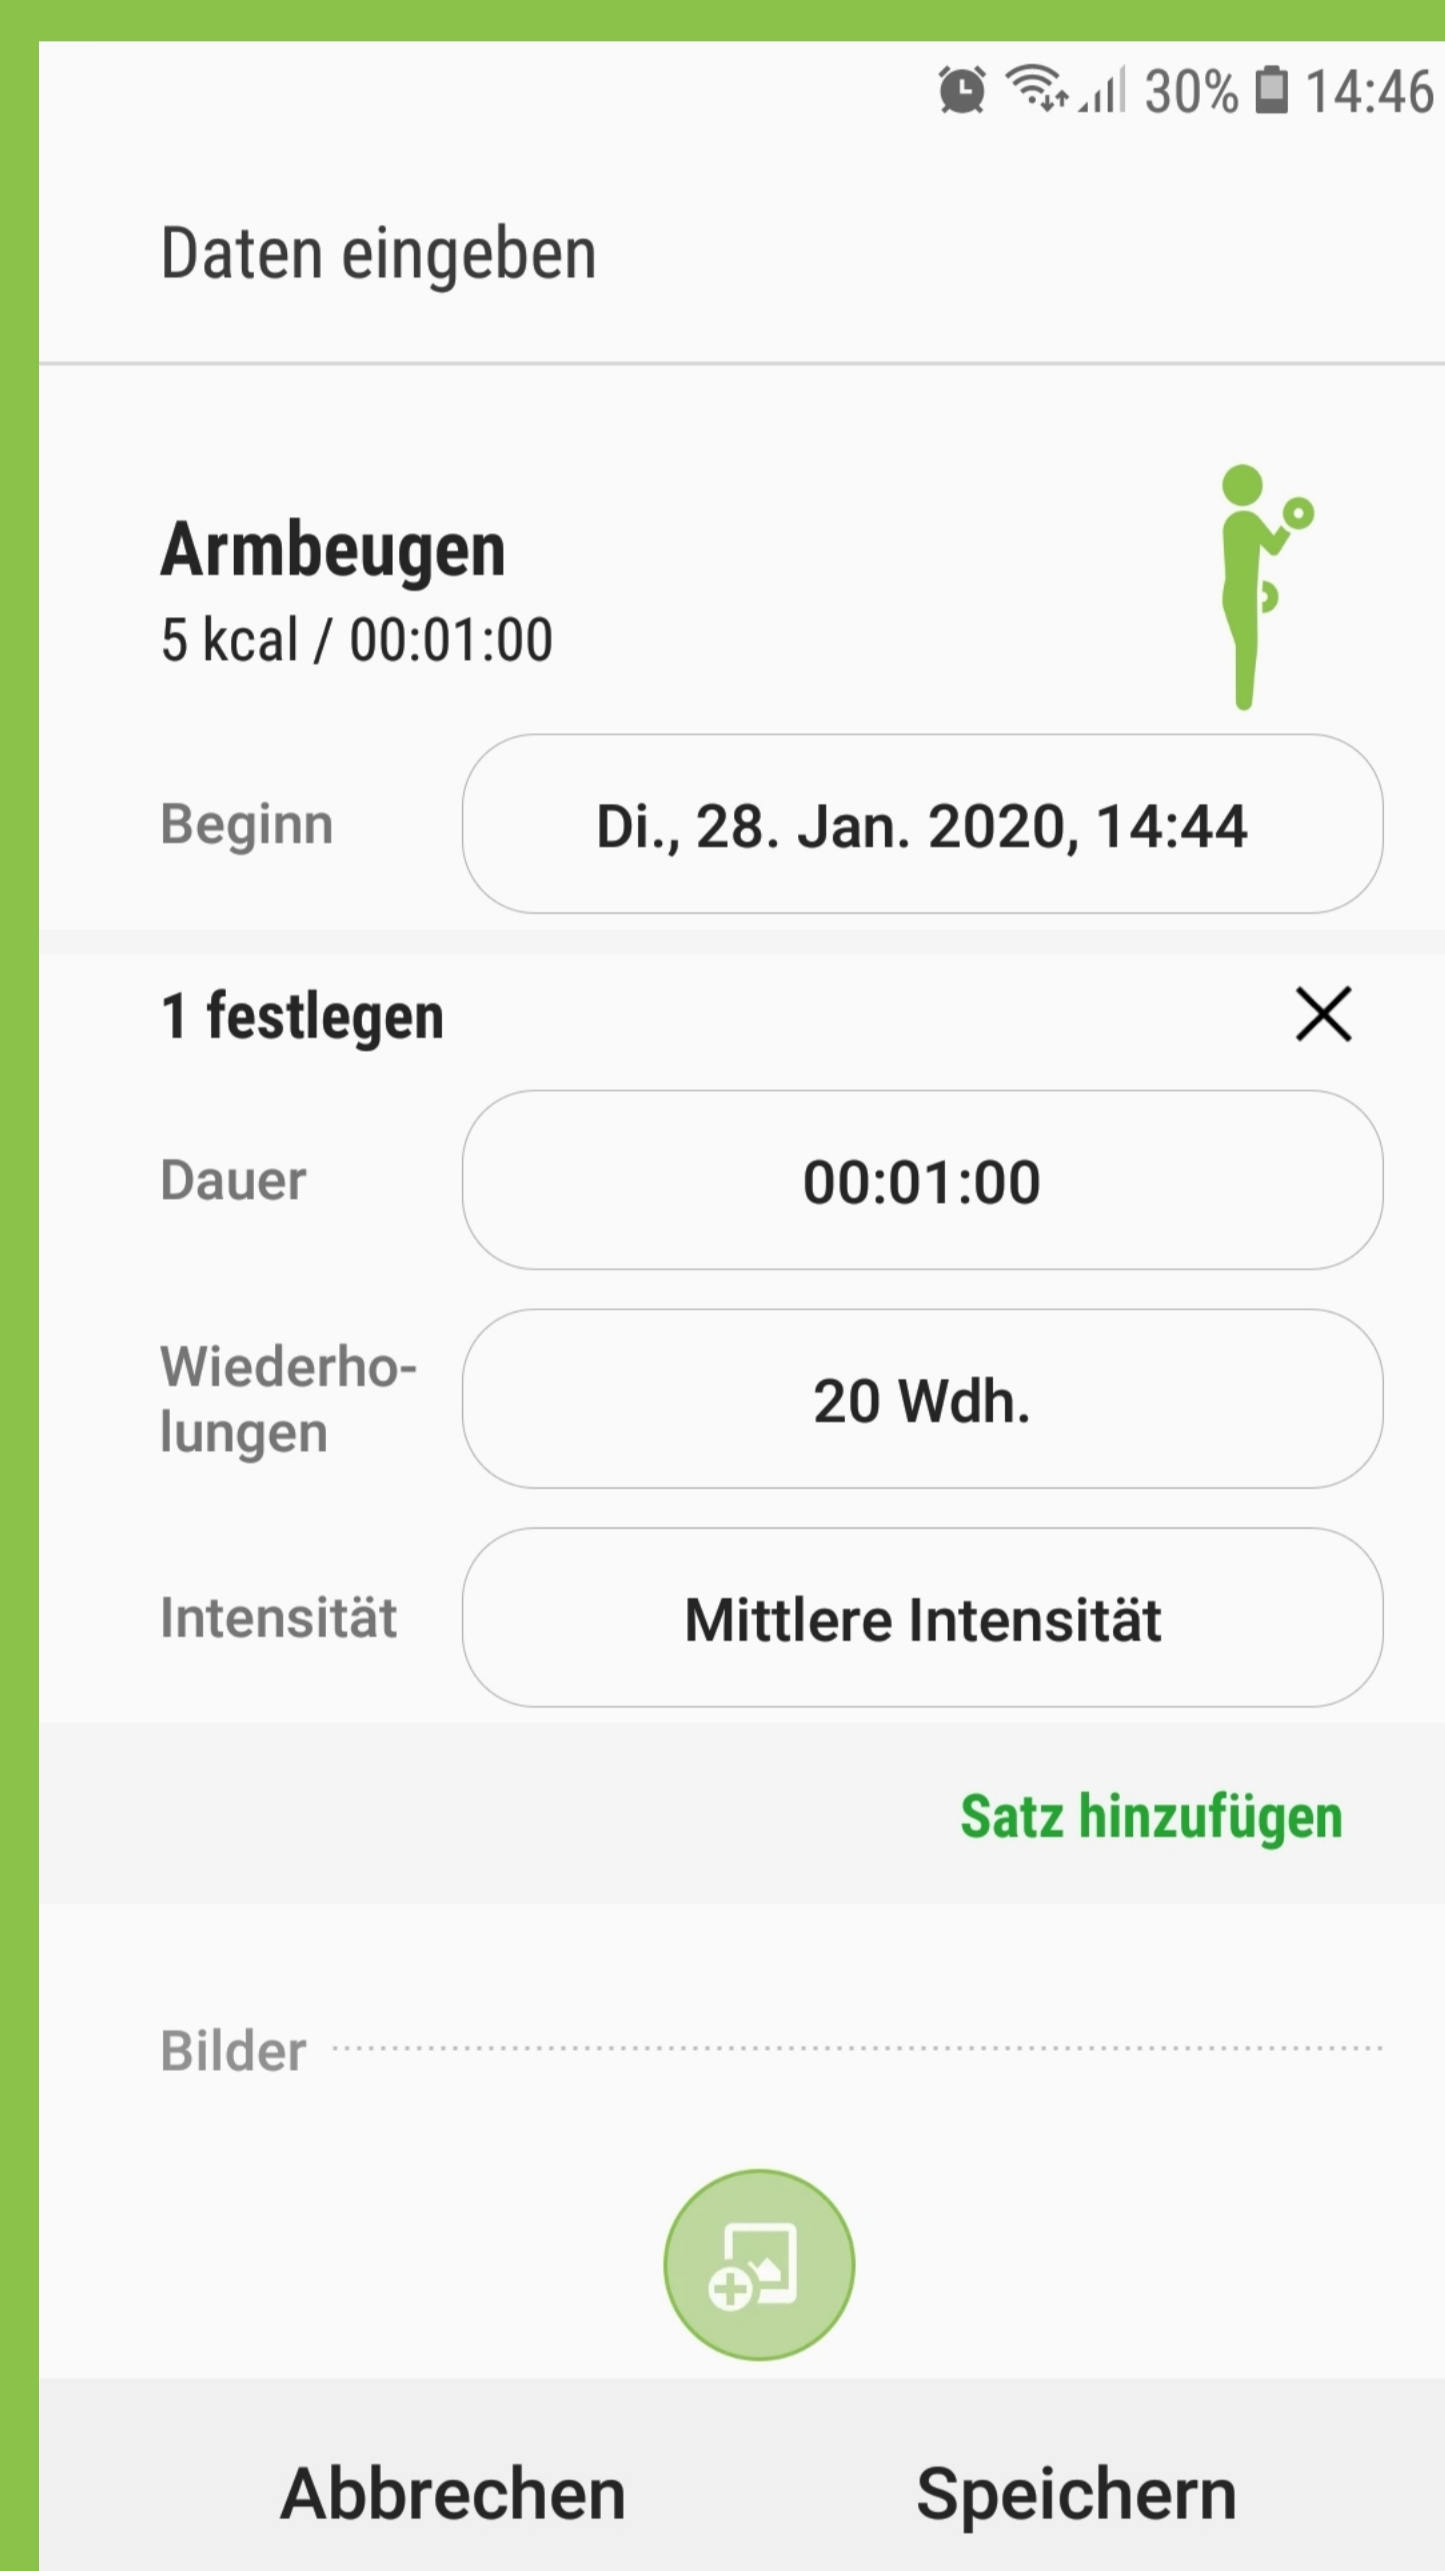 30% 14:46
Daten eingeben
Armbeugen
5 kcal / 00:01:00
Beginn
Di., 28. Jan. 2020, 14:44
1 festlegen
Dauer
00:01:00
Wiederho-
lungen
20 Wdh.
Intensität
Mittlere Intensität
Satz hinzufügen
Bilder
Abbrechen
Speichern